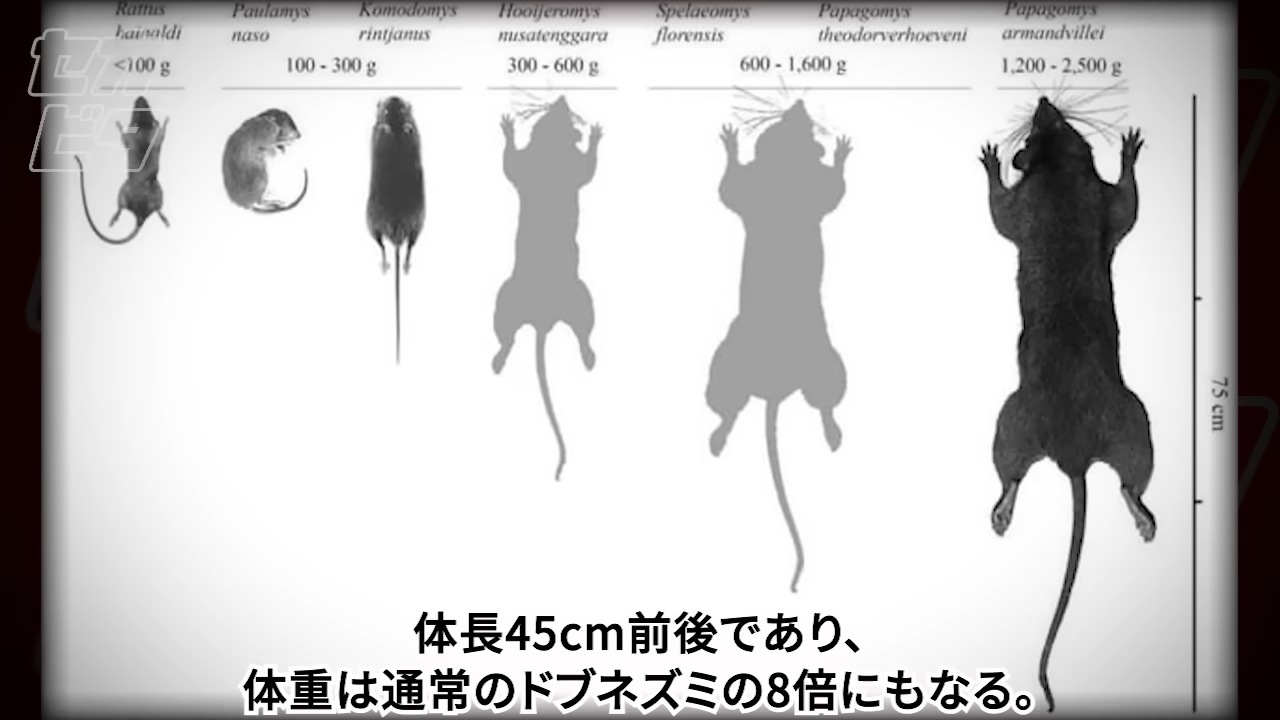 Rattus
hainaldi
<100 g
Paulamys
naso
Komodomys
rintjanus
100 - 300 g
Hooijeromys
nusatenggara
300 - 600 g
Spelaeomys
florensis
Papagomys
theodorverhoeveni
600 - 1,600 g
Papagomys
armandvillei
1,200 - 2,500 g
75 cm
体長45cm前後であり、
体重は通常のドブネズミの8倍にもなる。